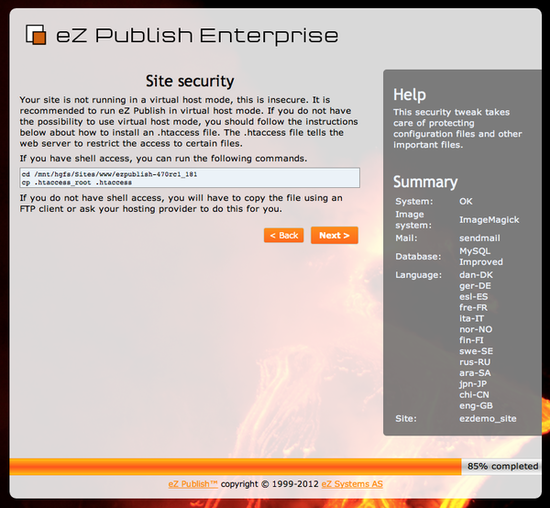 eZ Publish Enterprise
Site security
Your site is not running in a virtual host mode, this is insecure. It is
recommended to run eZ Publish in virtual host mode. If you do not have
the possibility to use virtual host mode, you should follow the instructions
below about how to install an .htaccess file. The .htaccess file tells the
web server to restrict the access to certain files.
If you have shell access, you can run the following commands.
cd /mnt/hgfs/Sites/www/ezpublish-470rc1_181
cp .htaccess_root .htaccess
If you do not have shell access, you will have to copy the file using an
FTP client or ask your hosting provider to do this for you.
< Back Next >
Help
This security tweak takes
care of protecting
configuration files and other
important files.
Summary
System: OK
Image
system: ImageMagick
Mail: sendmail
Database: MySQL
Improved
Language: dan-DK
ger-DE
esl-ES
fre-FR
ita-IT
nor-NO
fin-FI
swe-SE
rus-RU
ara-SA
jpn-JP
chi-CN
eng-GB
Site: ezdemo_site
85% completed
eZ Publish™ copyright © 1999-2012 eZ Systems AS